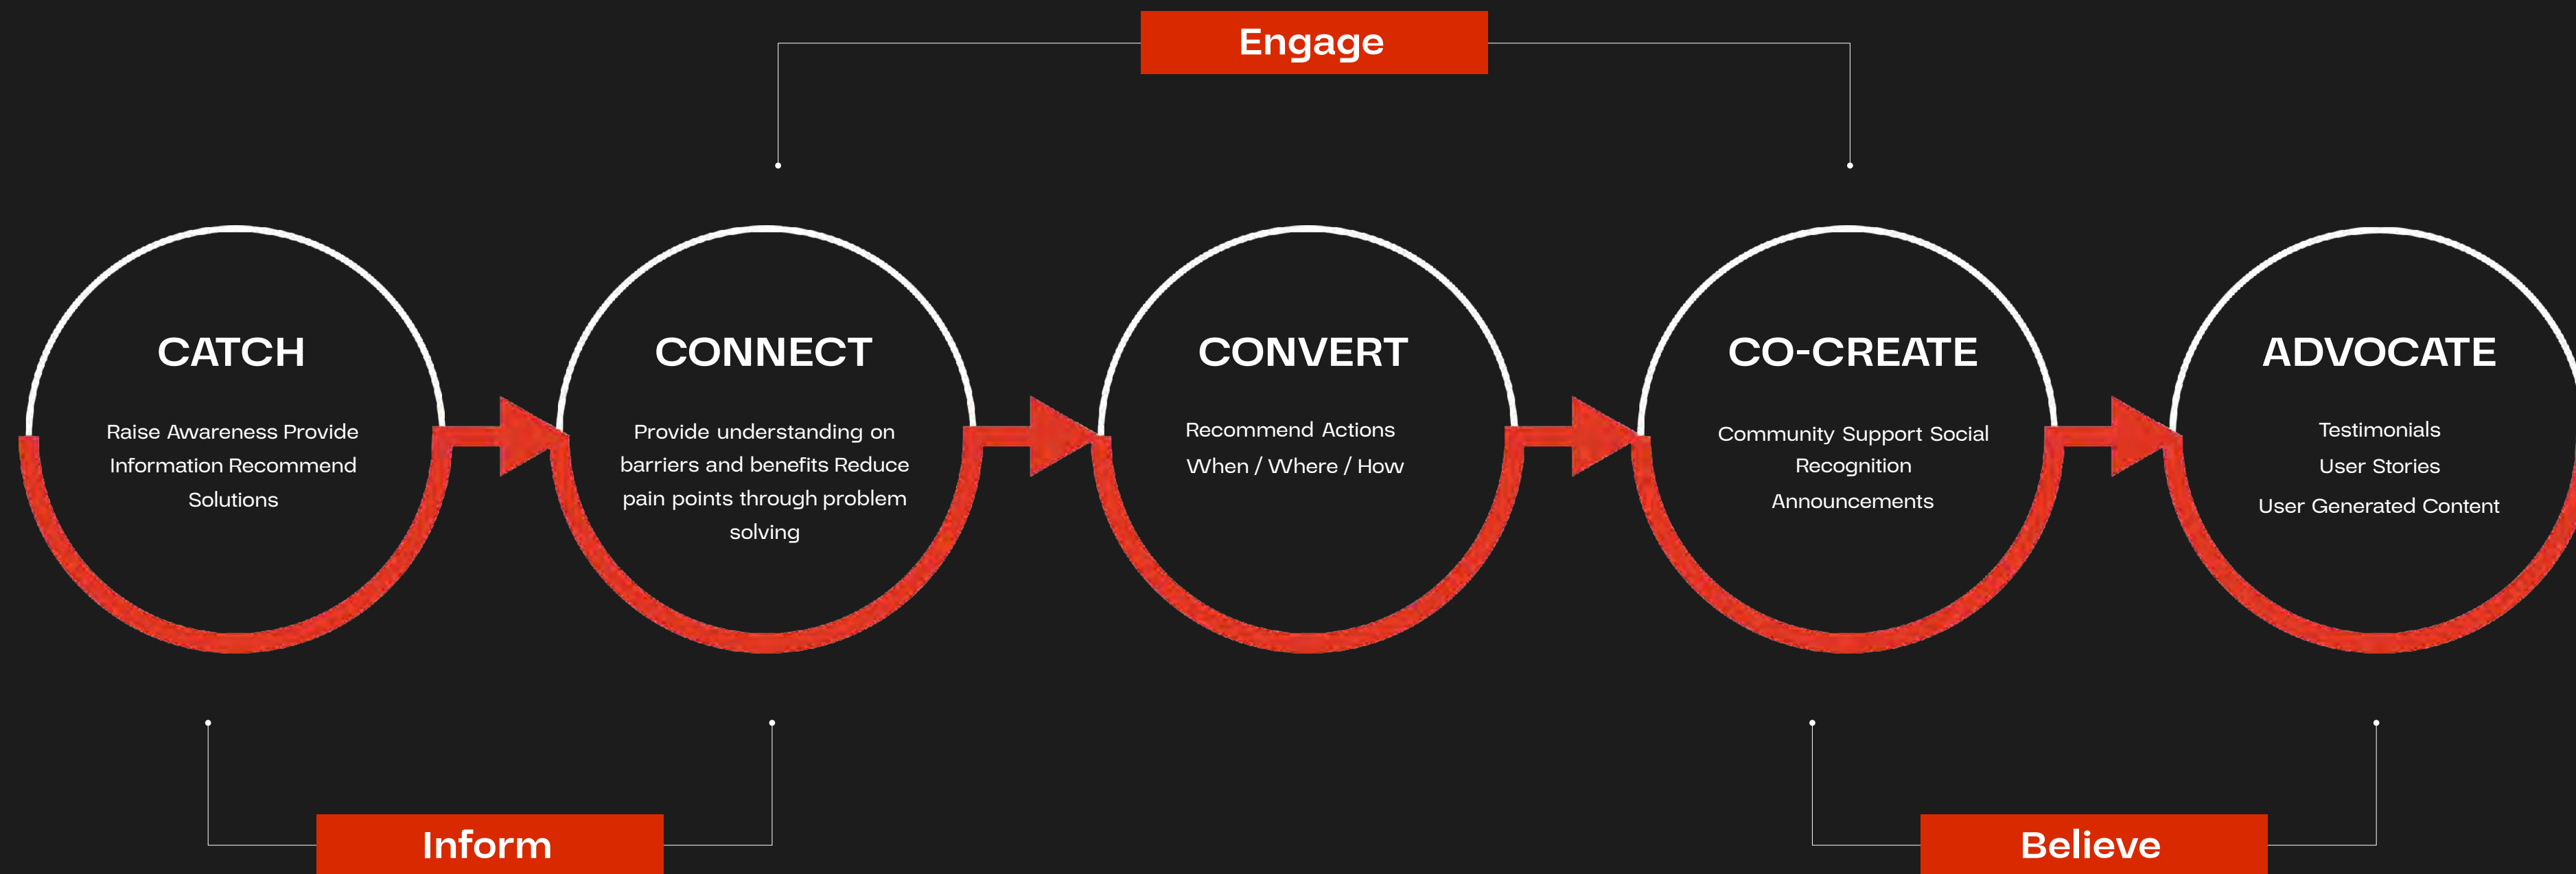 Engage
CATCH
Raise Awareness Provide
Information Recommend
Solutions
CONNECT
Provide understanding on
barriers and benefits Reduce
pain points through problem
solving
CONVERT
Recommend Actions
When / Where / How
CO-CREATE
Community Support Social
Recognition
Announcements
ADVOCATE
Testimonials
User Stories
User Generated Content
Inform
Believe